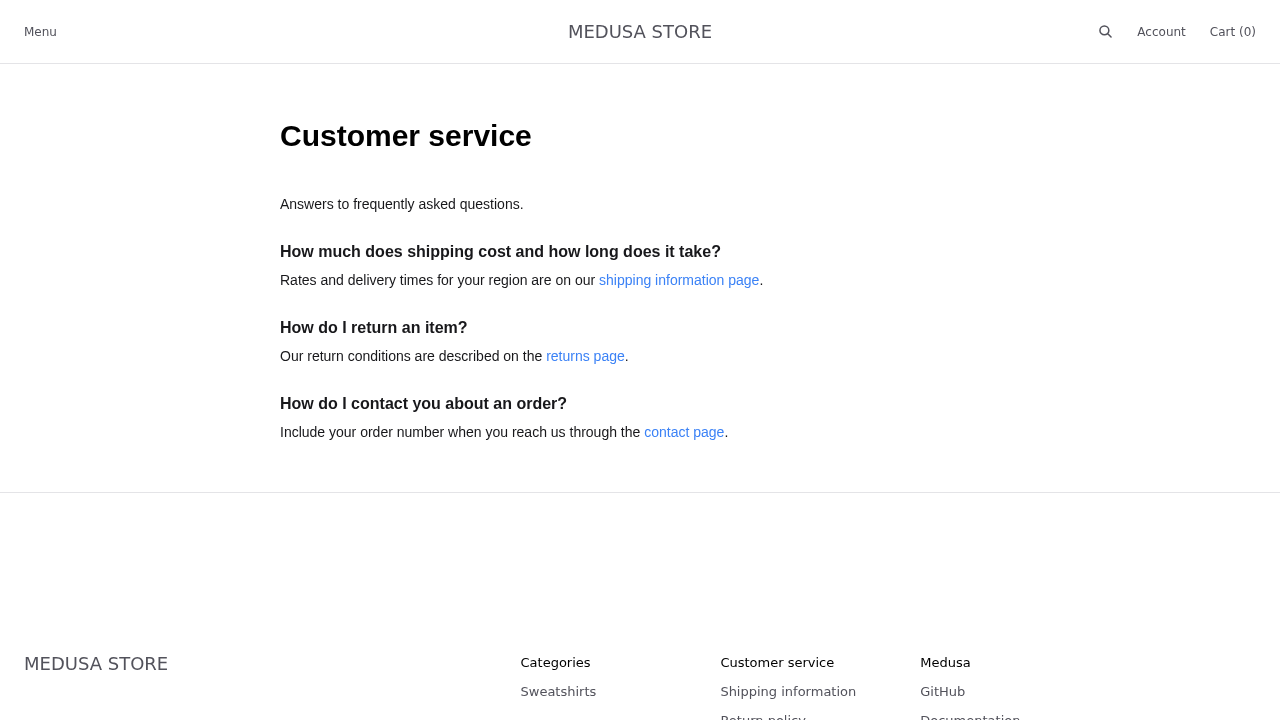 Menu
MEDUSA STORE
Account
Cart (0)
Customer service
Answers to frequently asked questions.
How much does shipping cost and how long does it take?
Rates and delivery times for your region are on our shipping information page.
How do I return an item?
Our return conditions are described on the returns page.
How do I contact you about an order?
Include your order number when you reach us through the contact page.
MEDUSA STORE
Categories
Customer service
Medusa
Sweatshirts
Shipping information
GitHub
Return policy
Documentation